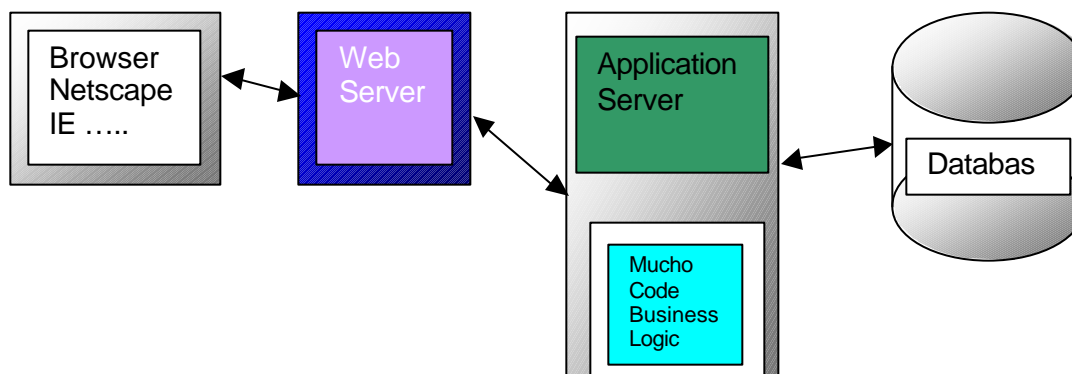 Browser
Netscape
IE …..
Web
Server
Application
Server
Mucho
Code
Business
Logic
Databas